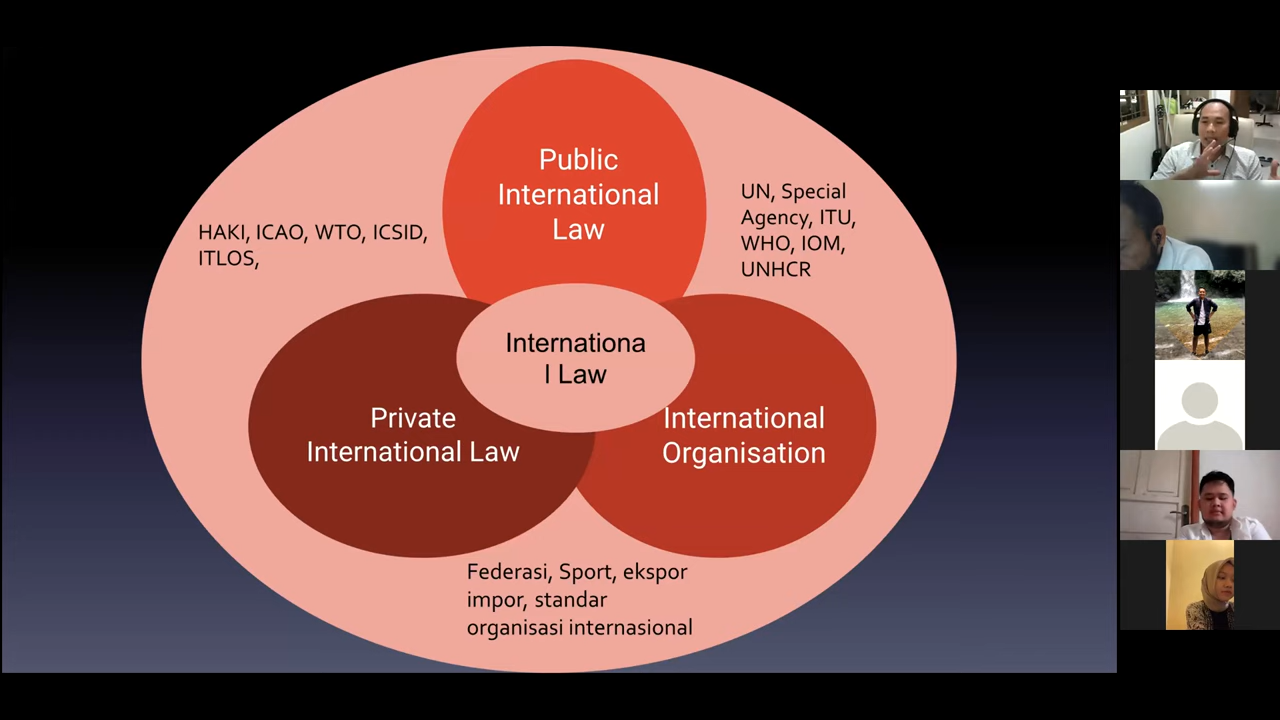 Public
International
Law
HAKI, ICAO, WTO, ICSID,
ITLOS,
UN, Special
Agency, ITU,
WHO, IOM,
UNHCR
Internationa
l Law
Private
International Law
International
Organisation
Federasi, Sport, ekspor
impor, standar
organisasi internasional